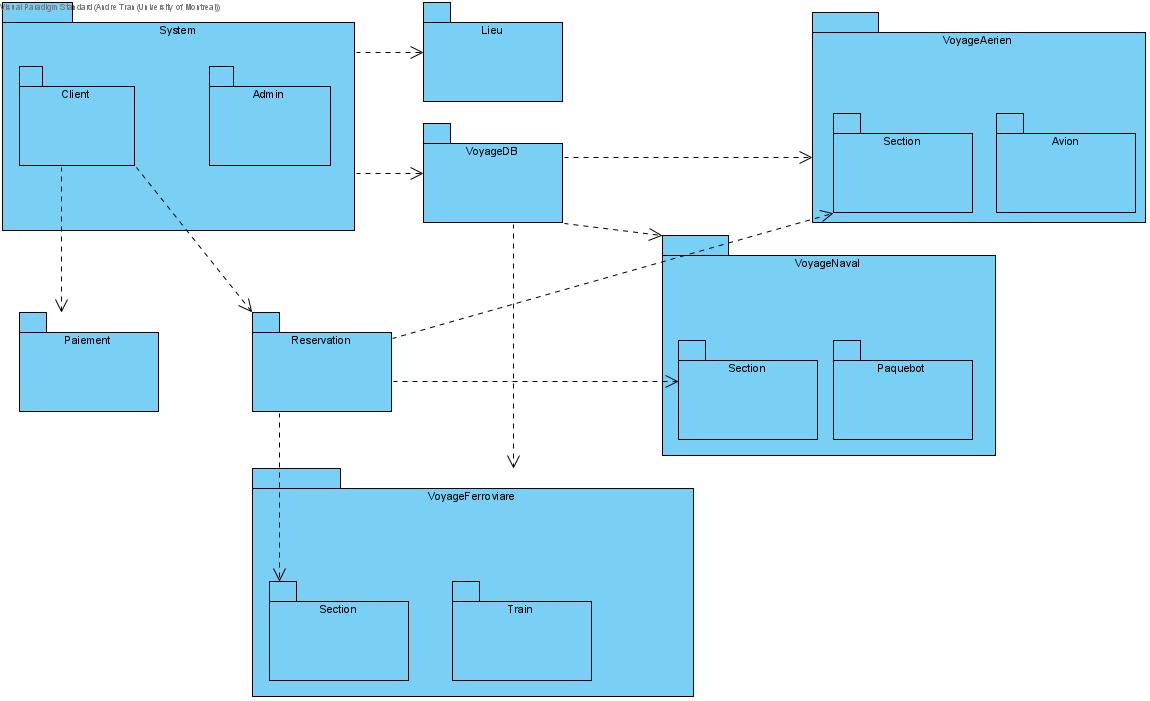 Visual Paradigm Standard (Andre Tran (University of Montreal))
System
Lieu
VoyageAerien
Client
Admin
Section
Avion
VoyageDB
VoyageNaval
Paiement
Reservation
Section
Paquebot
VoyageFerroviare
Section
Train